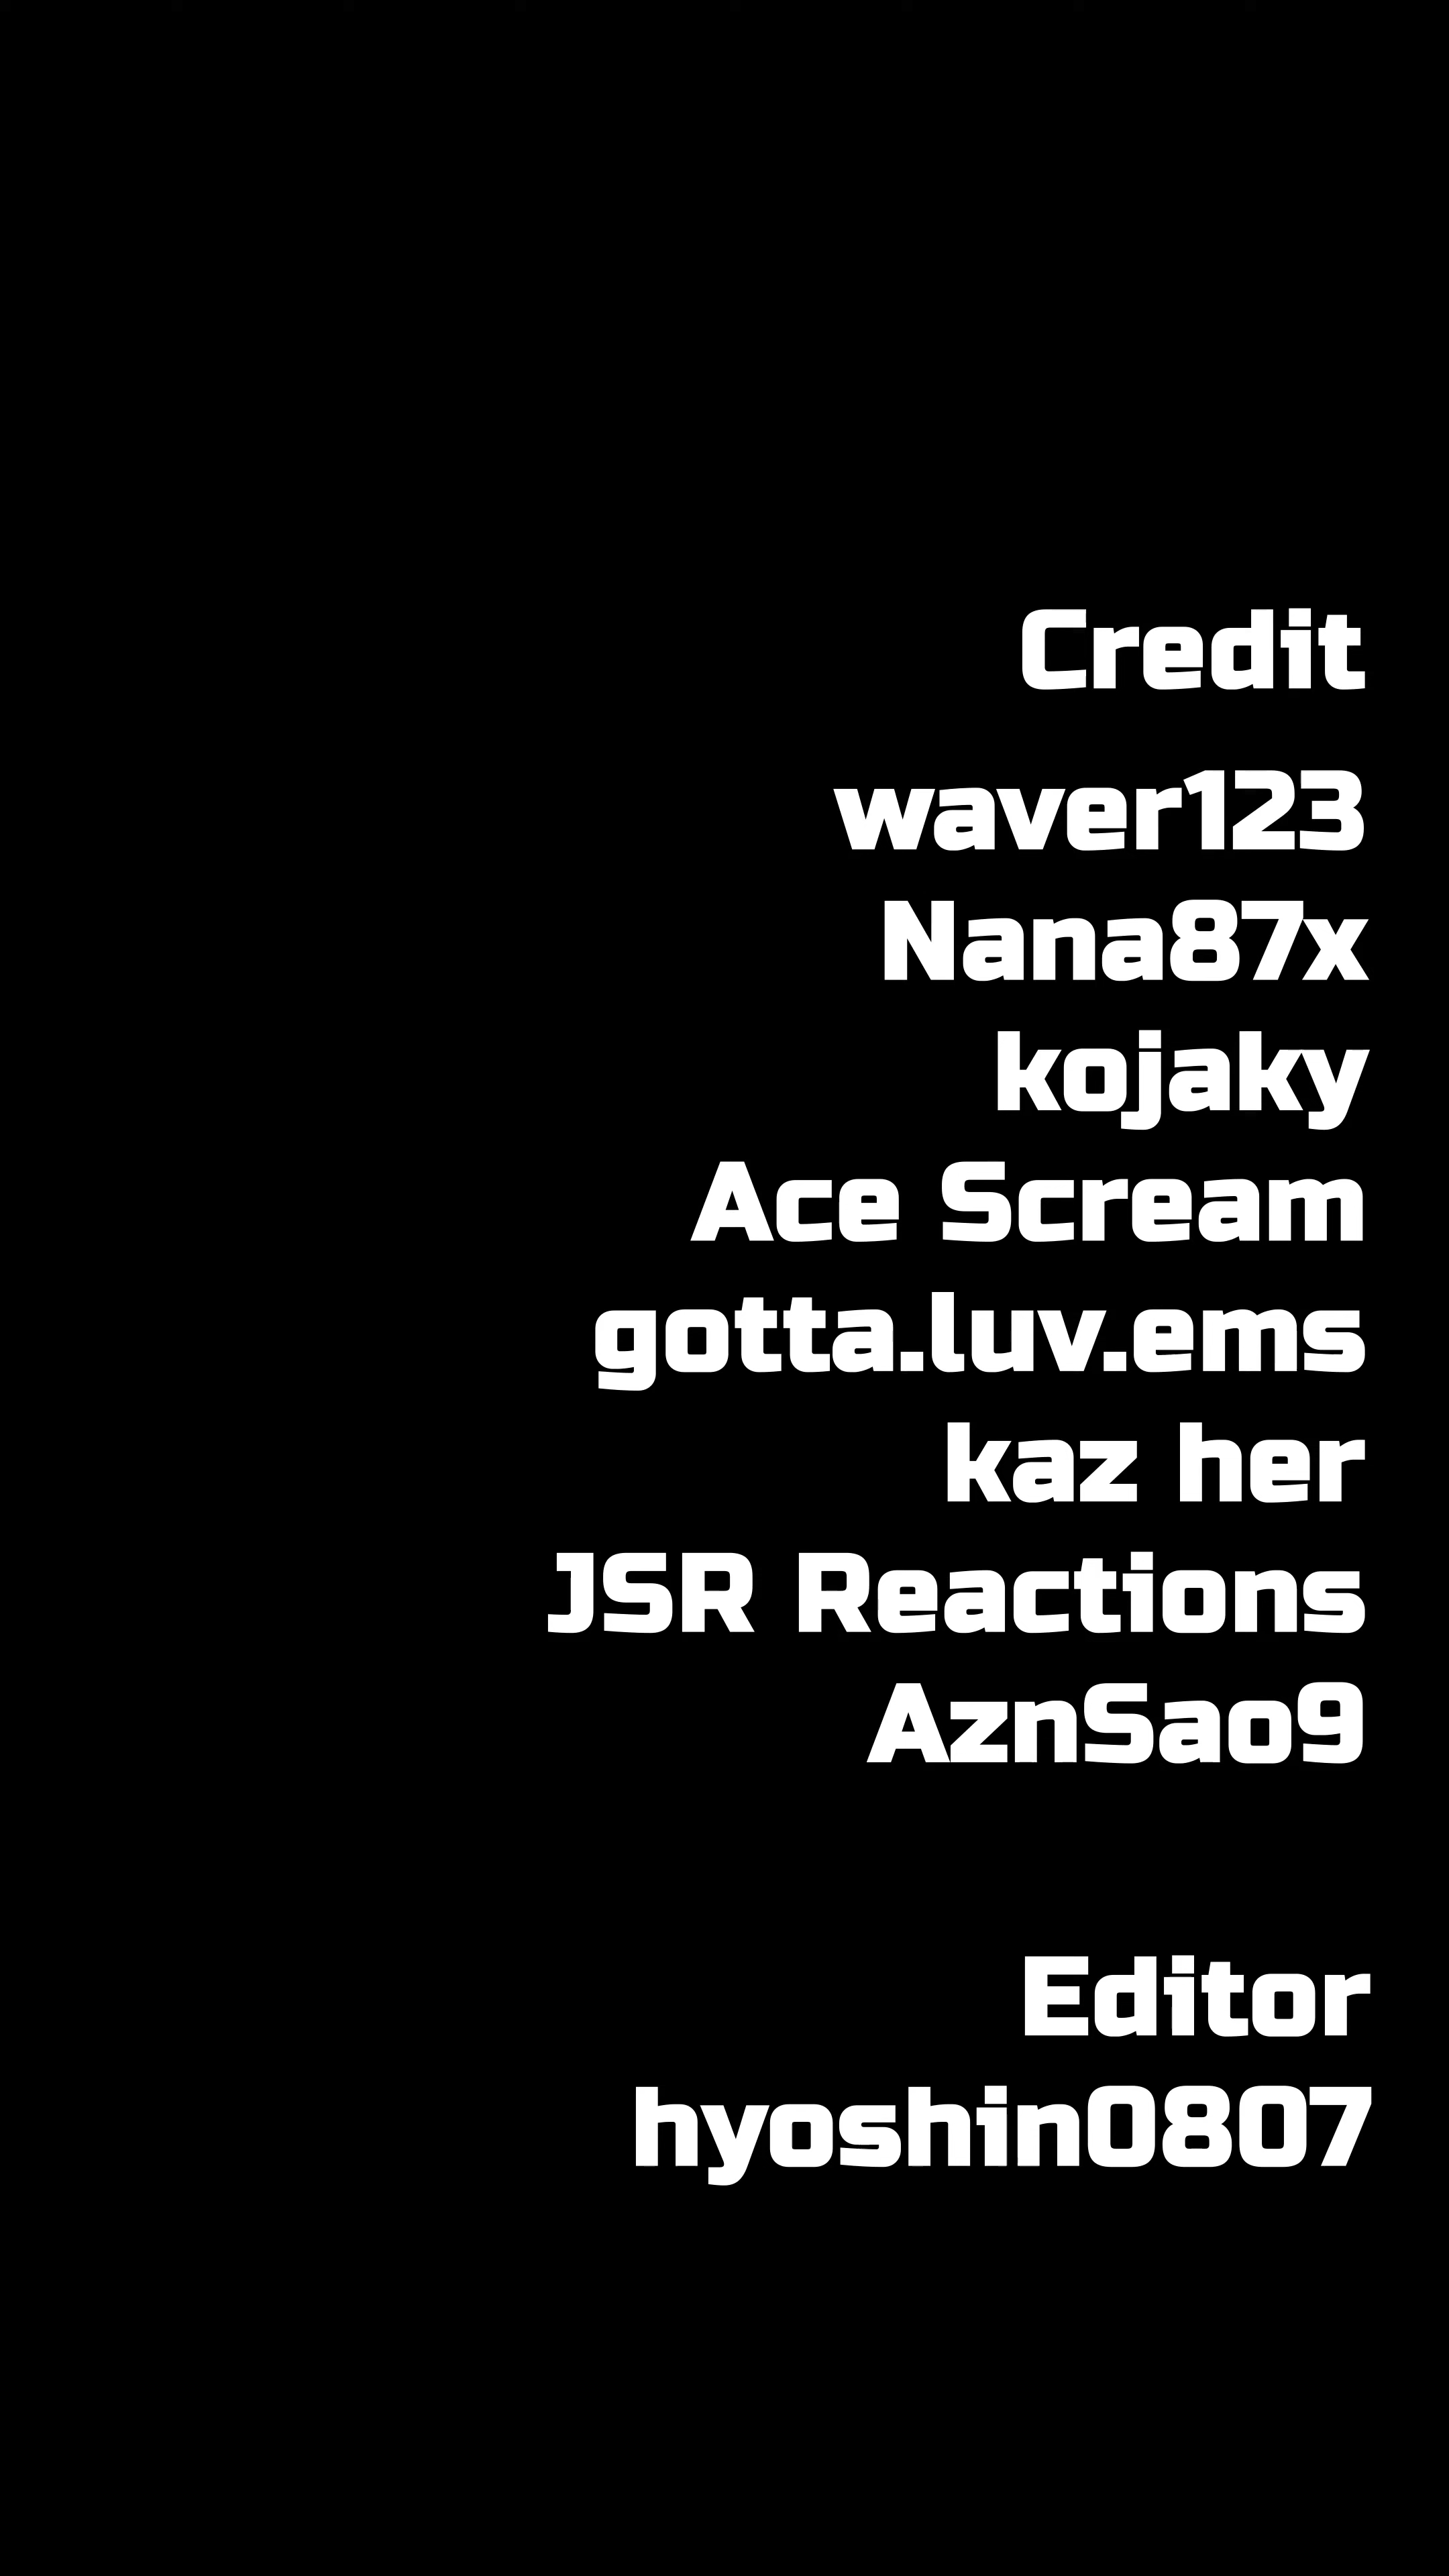 Credit
waver123
Nana87x
kojaky
Ace Scream
gotta.luv.ems
kaz her
JSR Reactions
AznSao9
Editor
hyoshin0807